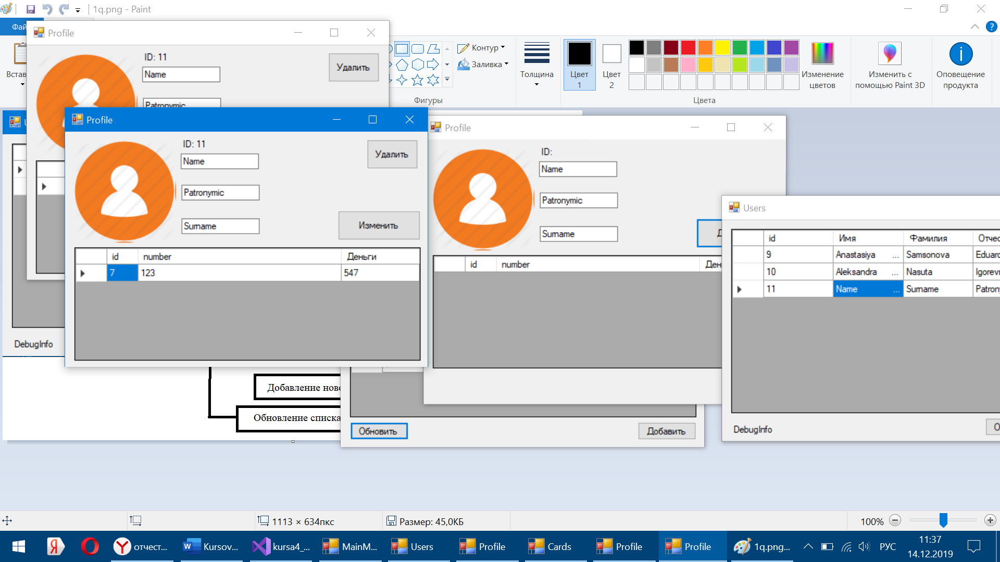 1q.png - Paint
Фай
Profile
ID: 11
Name
Удалить
Patronymic
Встав
Контур
Заливка
Фигуры
Толщина
Цвет
1
Цвет
2
Цвета
Изменение
цветов
Изменить с
помощью Paint 3D
Оповещение
продукта
Profile
ID: 11
Name
Удалить
Patronymic
Surname
Изменить
id number Деньги
7 123 547
Profile
ID:
Name
Patronymic
Surname
Д
id number Ден
Users
id Имя Фамилия Отчес
9 Anastasiya ... Samsonova Eduard
10 Aleksandra ... Nasuta Igorevn
11 Name ... Surname Patron
DebugInfo
О
DebugInfo
Добавление ново
Обновление списка
Обновить
Добавить
1113 × 634пкс
Размер: 45,0КБ
100%
отчест...
Kursov...
kursa4_...
MainM...
Users
Profile
Cards
Profile
Profile
1q.png...
РУС
11:37
14.12.2019